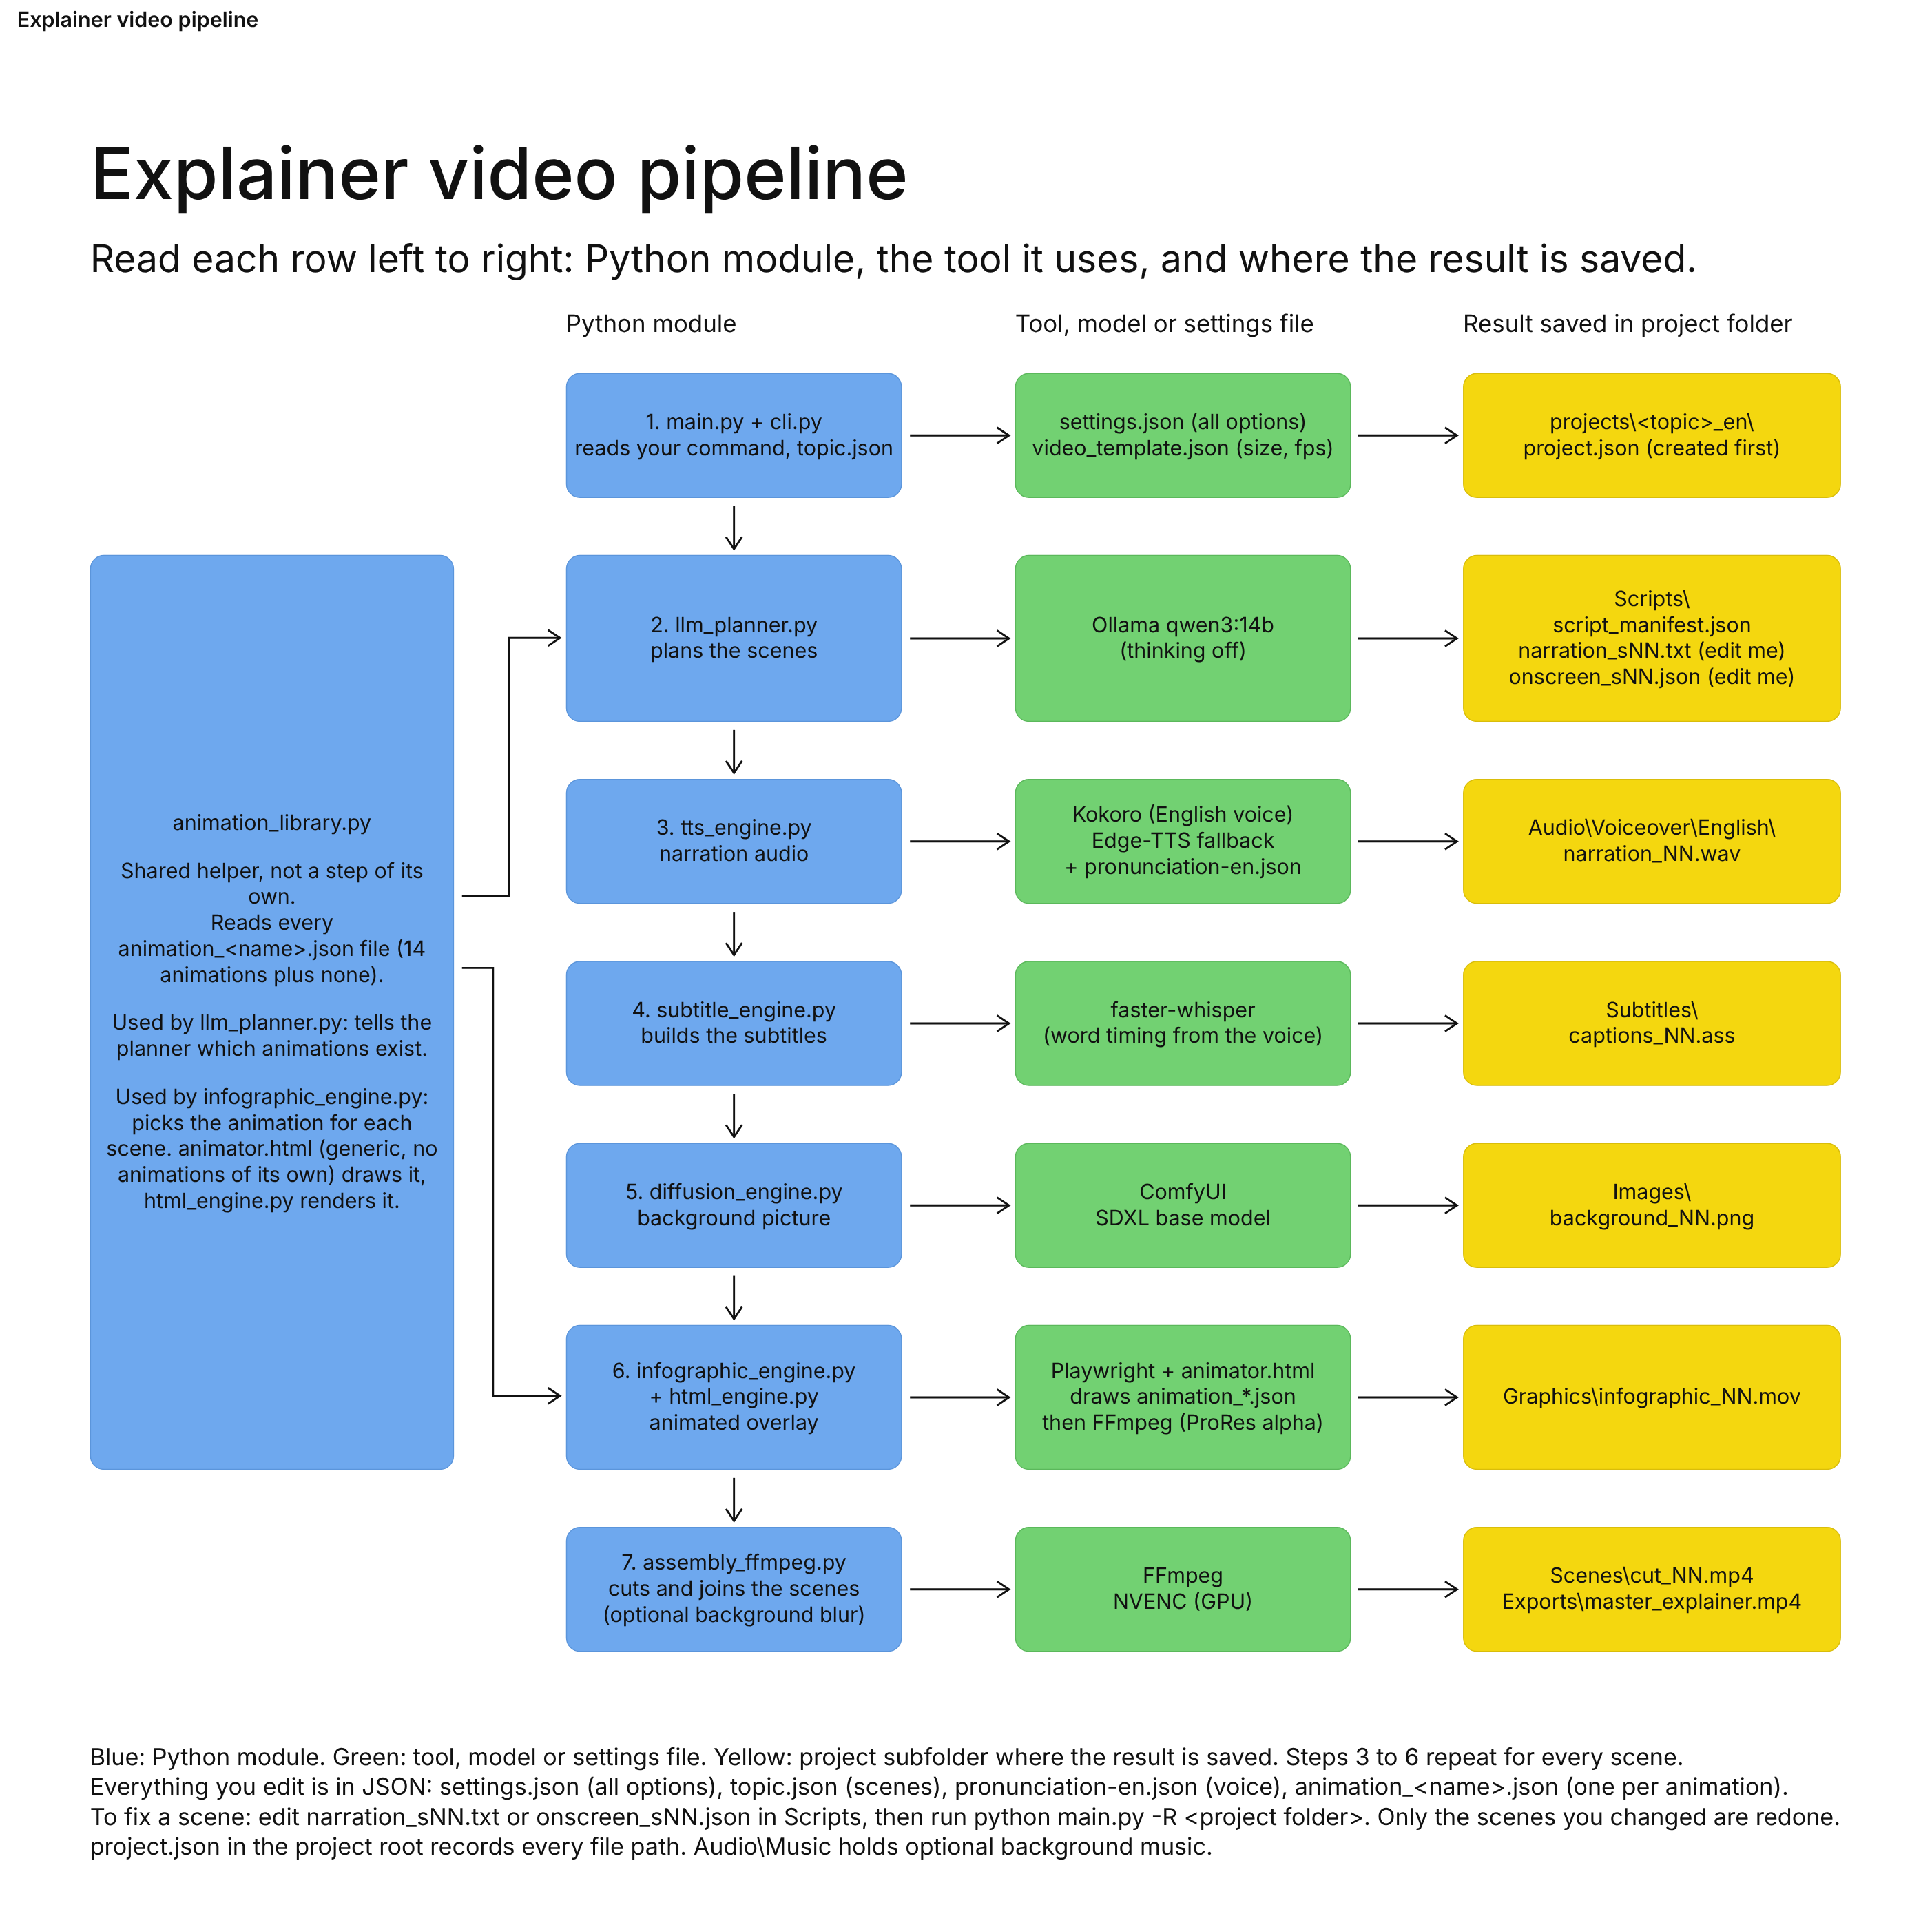 Explainer video pipeline
Explainer video pipeline
Read each row left to right: Python module, the tool it uses, and where the result is saved.
Python module
Tool, model or settings file
Result saved in project folder
1. main.py + cli.py
reads your command, topic.json
settings.json (all options)
video_template.json (size, fps)
projects\<topic>_en\
project.json (created first)
animation_library.py
Shared helper, not a step of its
own.
Reads every
animation_<name>.json file (14
animations plus none).
Used by llm_planner.py: tells the
planner which animations exist.
Used by infographic_engine.py:
picks the animation for each
scene. animator.html (generic, no
animations of its own) draws it,
html_engine.py renders it.
2. llm_planner.py
plans the scenes
Ollama qwen3:14b
(thinking off)
Scripts\
script_manifest.json
narration_sNN.txt (edit me)
onscreen_sNN.json (edit me)
3. tts_engine.py
narration audio
Kokoro (English voice)
Edge-TTS fallback
+ pronunciation-en.json
Audio\Voiceover\English\
narration_NN.wav
4. subtitle_engine.py
builds the subtitles
faster-whisper
(word timing from the voice)
Subtitles\
captions_NN.ass
5. diffusion_engine.py
background picture
ComfyUI
SDXL base model
Images\
background_NN.png
6. infographic_engine.py
+ html_engine.py
animated overlay
Playwright + animator.html
draws animation_*.json
then FFmpeg (ProRes alpha)
Graphics\infographic_NN.mov
7. assembly_ffmpeg.py
cuts and joins the scenes
(optional background blur)
FFmpeg
NVENC (GPU)
Scenes\cut_NN.mp4
Exports\master_explainer.mp4
Blue: Python module. Green: tool, model or settings file. Yellow: project subfolder where the result is saved. Steps 3 to 6 repeat for every scene.
Everything you edit is in JSON: settings.json (all options), topic.json (scenes), pronunciation-en.json (voice), animation_<name>.json (one per animation).
To fix a scene: edit narration_sNN.txt or onscreen_sNN.json in Scripts, then run python main.py -R <project folder>. Only the scenes you changed are redone.
project.json in the project root records every file path. Audio\Music holds optional background music.